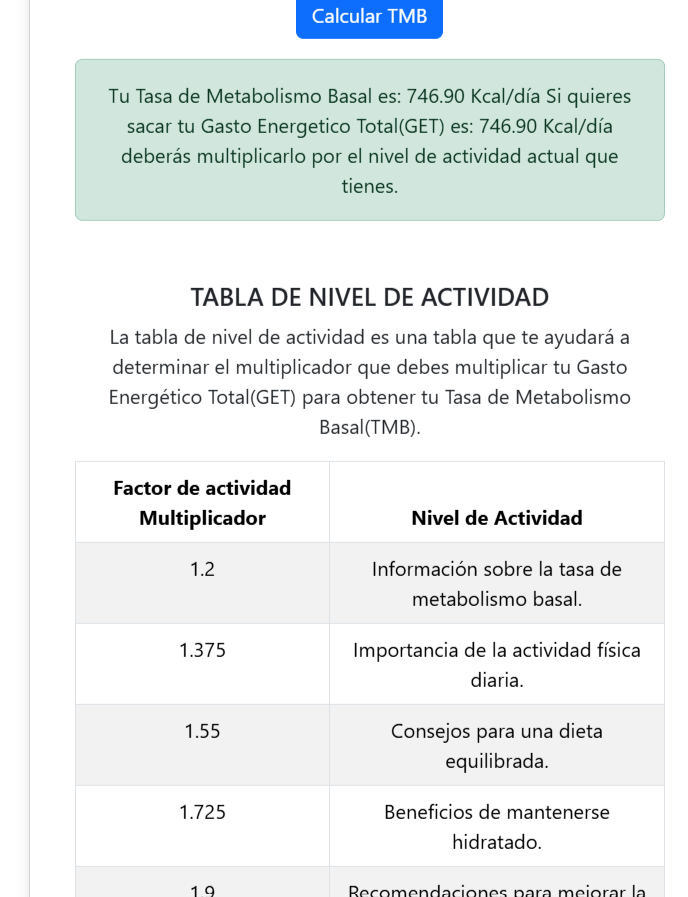 Calcular TMB
Tu Tasa de Metabolismo Basal es: 746.90 Kcal/día Si quieres
sacar tu Gasto Energetico Total(GET) es: 746.90 Kcal/día
deberás multiplicarlo por el nivel de actividad actual que
tienes.
TABLA DE NIVEL DE ACTIVIDAD
La tabla de nivel de actividad es una tabla que te ayudará a
determinar el multiplicador que debes multiplicar tu Gasto
Energético Total(GET) para obtener tu Tasa de Metabolismo
Basal(TMB).
Factor de actividad
Multiplicador
Nivel de Actividad
1.2
Información sobre la tasa de
metabolismo basal.
1.375
Importancia de la actividad física
diaria.
1.55
Consejos para una dieta
equilibrada.
1.725
Beneficios de mantenerse
hidratado.
1.9
Recomendaciones para mejorar la